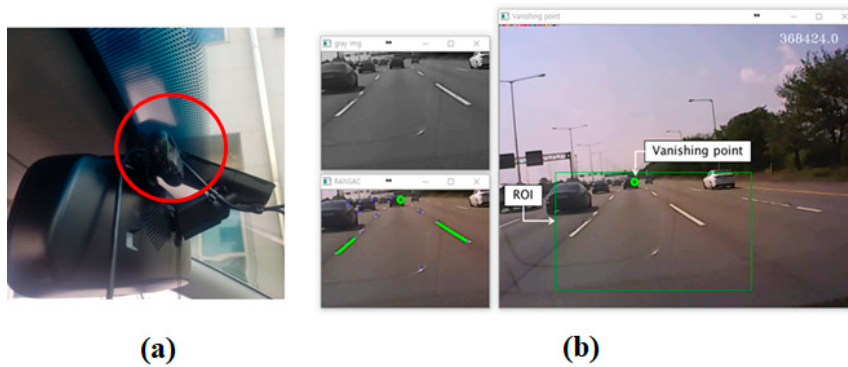 gray img
RANSAC
Vanishing point
368424.0
Vanishing point
ROI
(a)
(b)